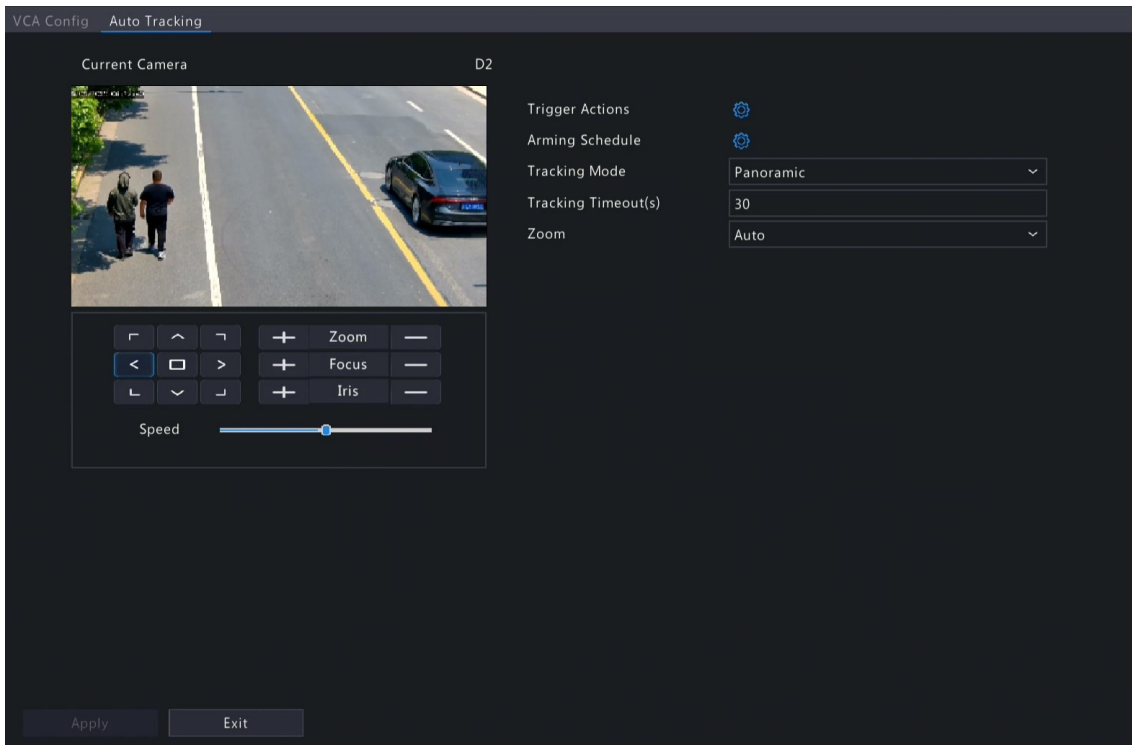 VCA Config Auto Tracking
Current Camera D2
Trigger Actions
Arming Schedule
Tracking Mode Panoramic
Tracking Timeout(s) 30
Zoom Auto
Zoom
Focus
Iris
Speed
Apply Exit